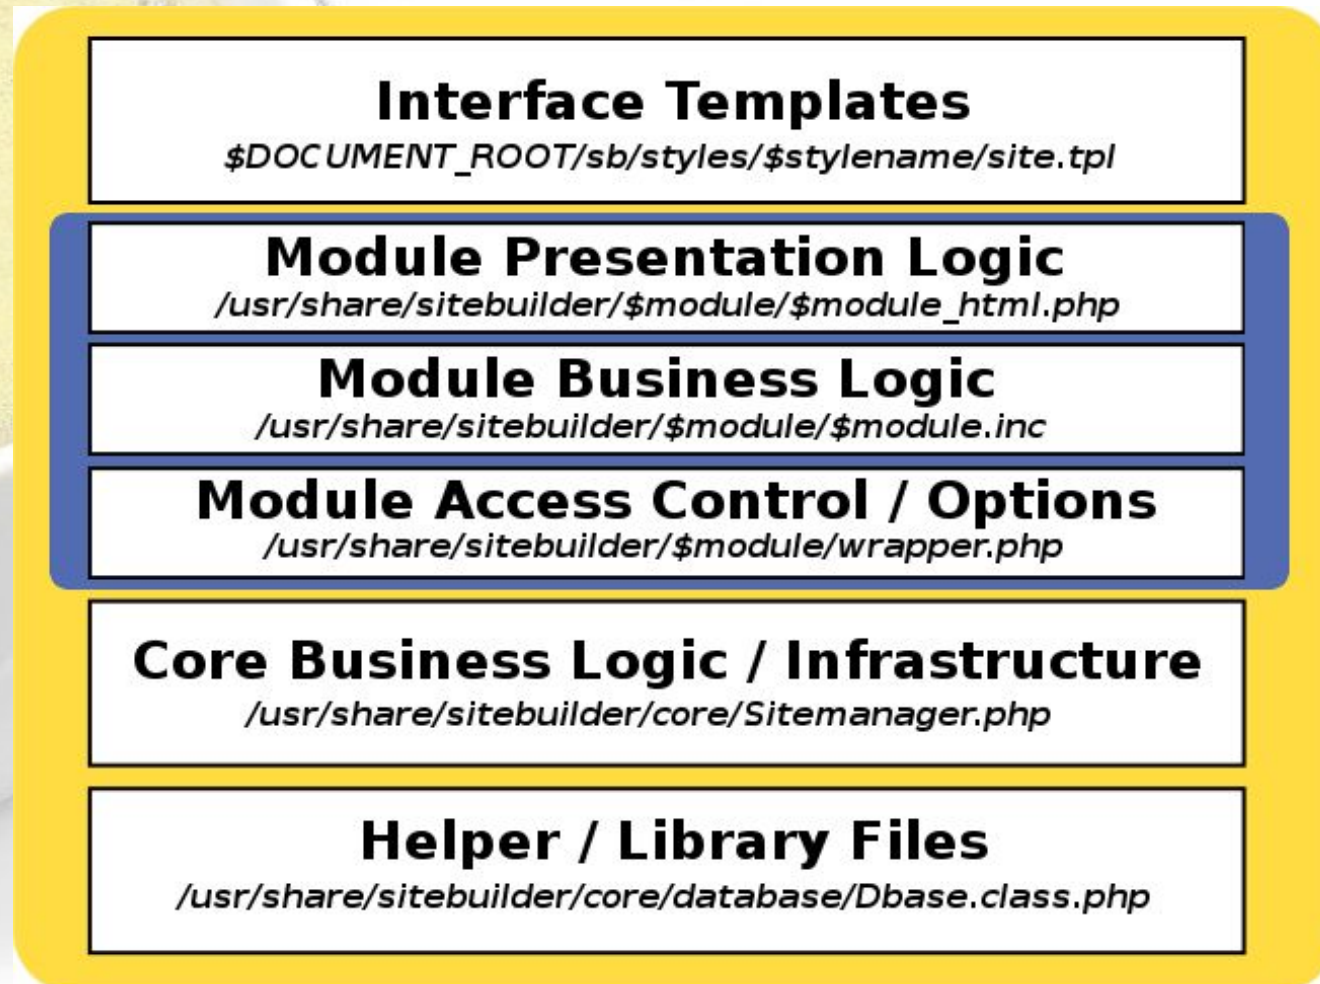 Interface Templates
$DOCUMENT_ROOT/sb/styles/$stylename/site.tpl
Module Presentation Logic
/usr/share/sitebuilder/$module/$module_html.php
Module Business Logic
/usr/share/sitebuilder/$module/$module.inc
Module Access Control / Options
/usr/share/sitebuilder/$module/wrapper.php
Core Business Logic / Infrastructure
/usr/share/sitebuilder/core/Sitemanager.php
Helper / Library Files
/usr/share/sitebuilder/core/database/Dbase.class.php